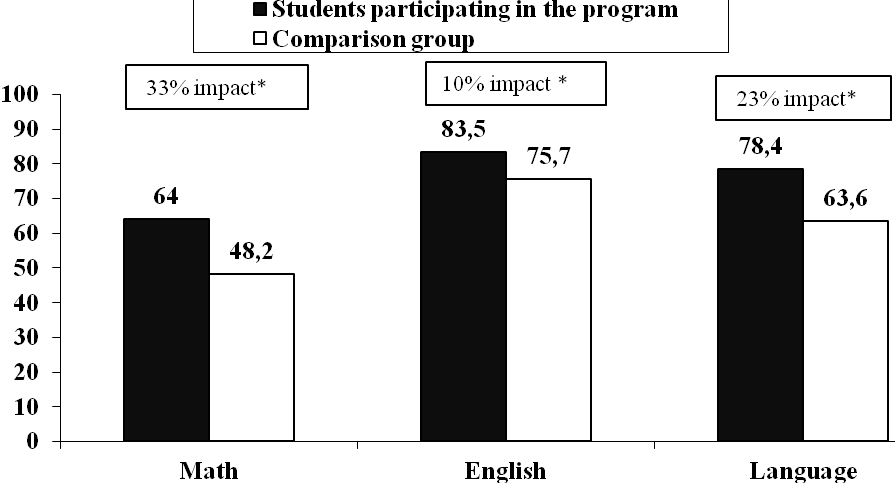 Students participating in the program
Comparison group
33% impact*
10% impact *
23% impact*
100
90
80
70
60
50
40
30
20
10
0
64
48,2
83,5
75,7
78,4
63,6
Math
English
Language